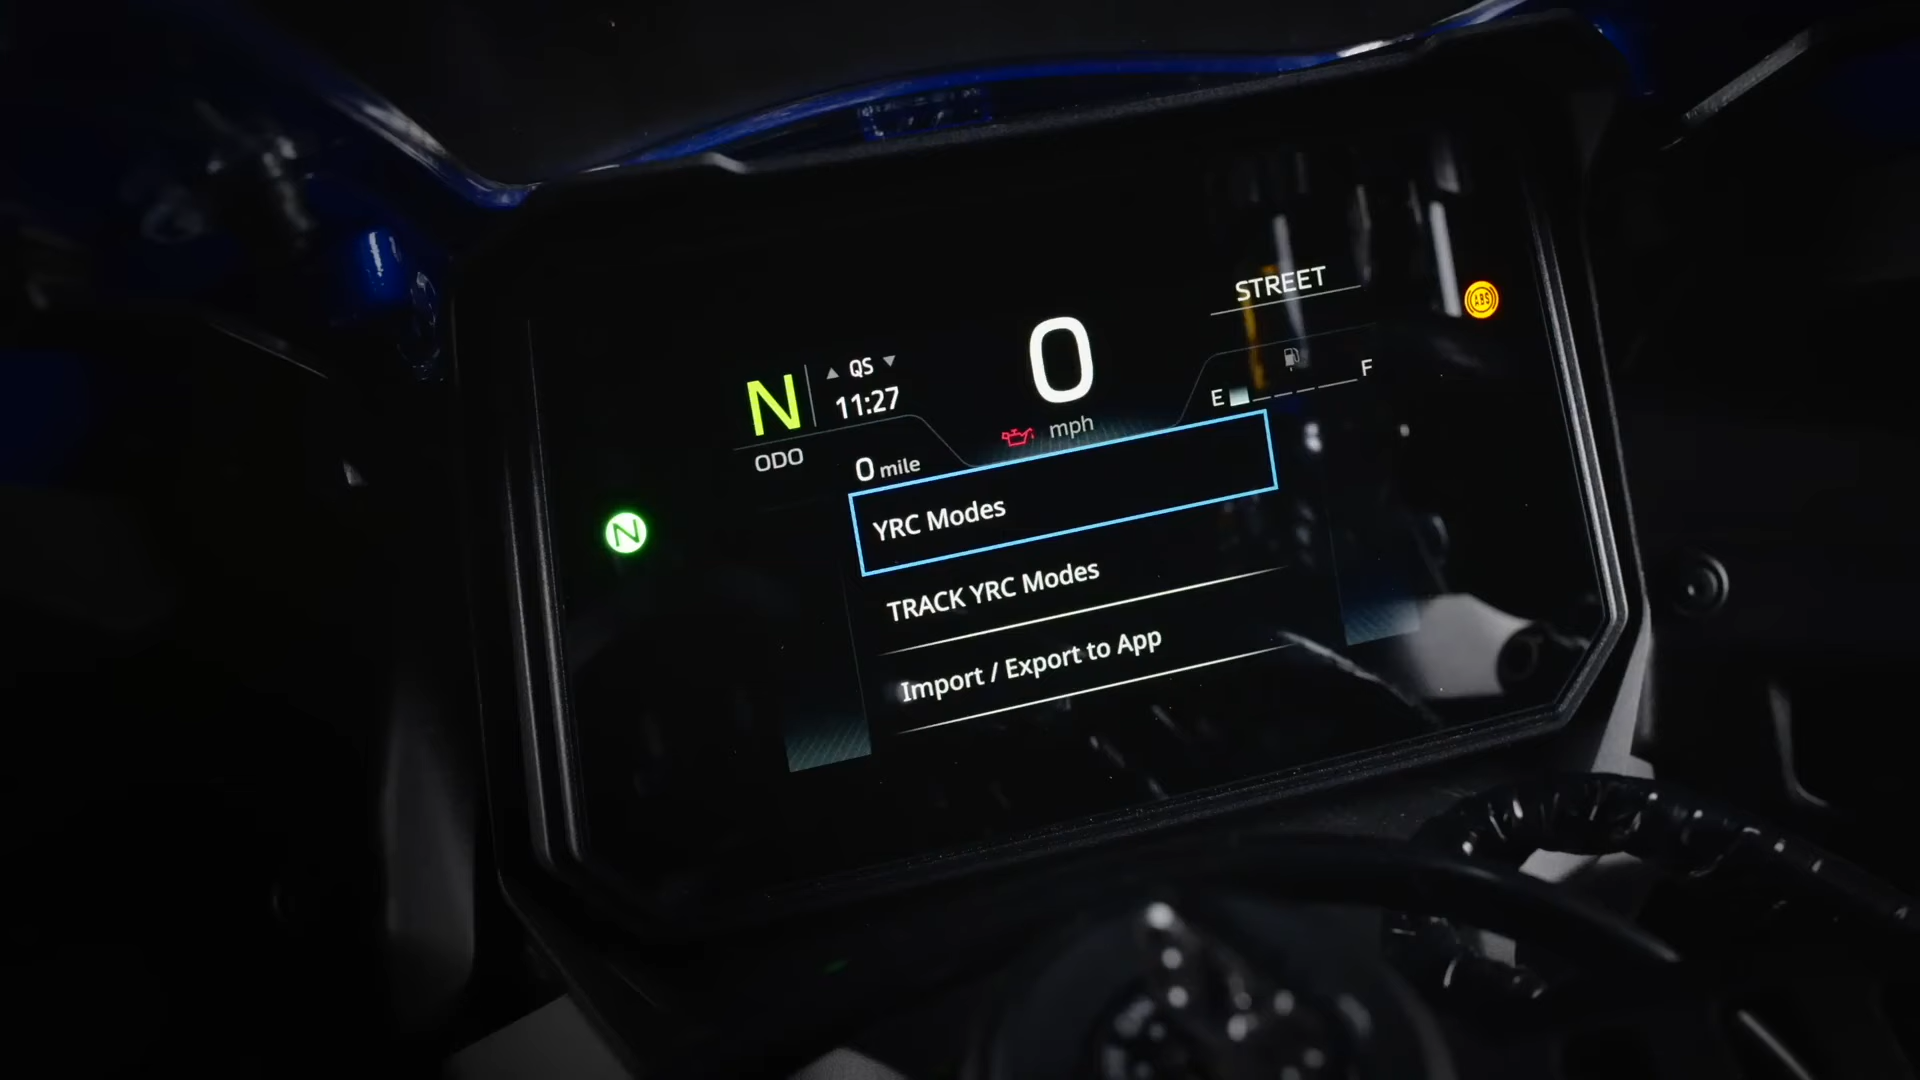 STREET
ABS
N
▲ QS ▼
11:27
0
mph
E F
ODO
0 mile
N
YRC Modes
TRACK YRC Modes
Import / Export to App